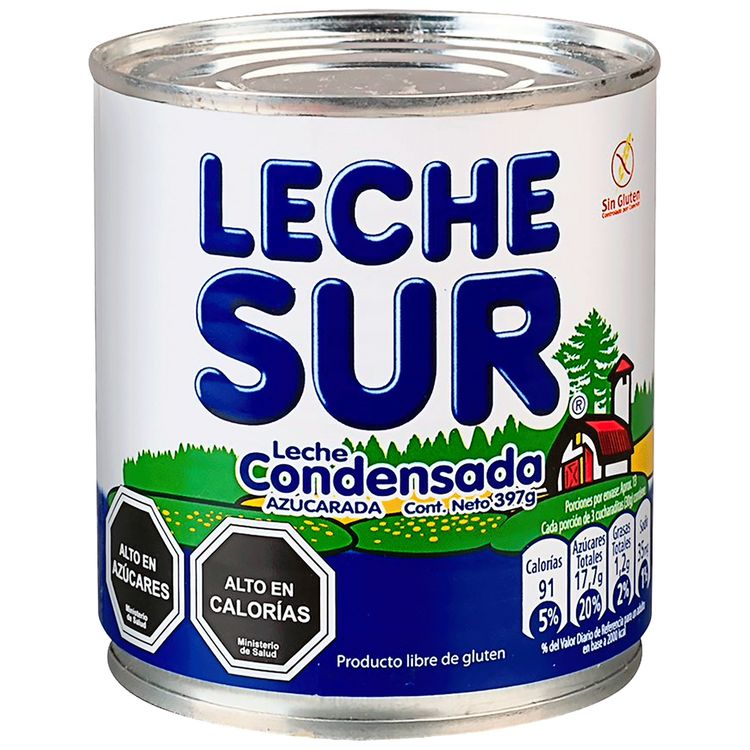 LECHE
SUR
®
Sin Gluten
Leche
Condensada
AZUCARADA Cont. Neto 397g
Porciones por envase: Aprox. 13
Cada porción de 3 cucharaditas (30g)
Calorías
91
5%
Azúcares
Totales
17,7g
20%
Grasas
Totales
1,2g
2%
1%
% del Valor Diario de Referencia para un adulto
en base a 2000 kcal
ALTO EN
AZÚCARES
Ministerio
de Salud
ALTO EN
CALORÍAS
Ministerio
de Salud
Producto libre de gluten